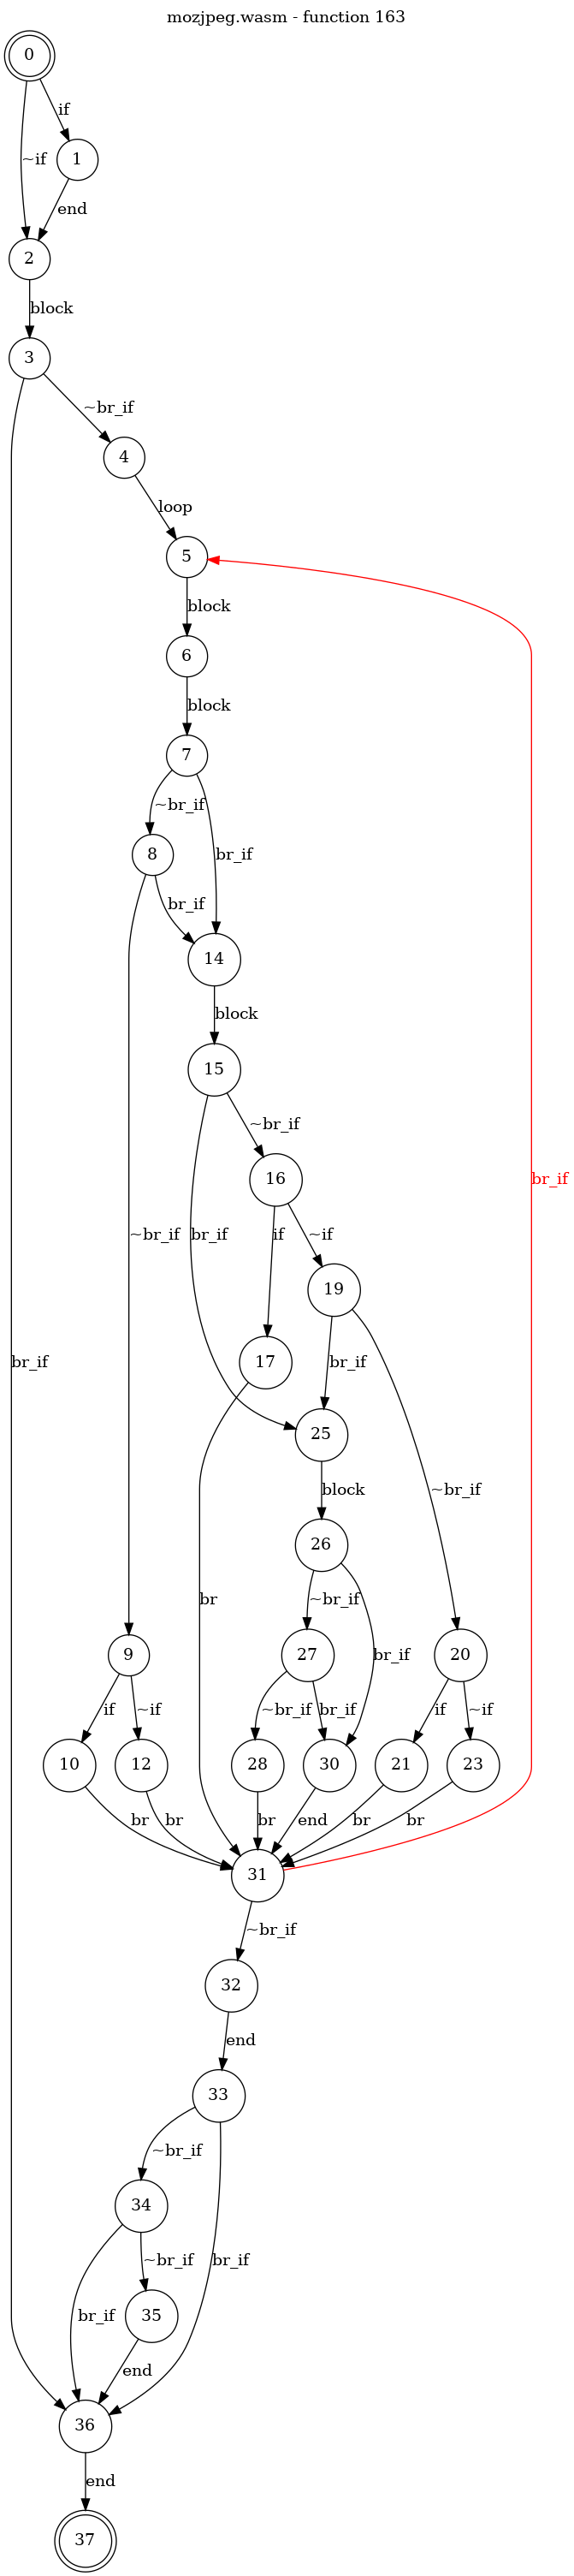 mozjpeg.wasm - function 163
0
if
~if
1
end
2
block
3
~br_if
4
loop
5
block
6
block
7
~br_if
br_if
8
br_if
14
block
15
~br_if
br_if
16
if
~if
19
~br_if
br_if
br_if
17
br_if
25
block
~br_if
26
~br_if
br
br_if
9
27
20
if
~if
~br_if
br_if
if
~if
10
12
28
30
21
23
br
br
br
end
br
br
31
~br_if
32
end
33
~br_if
34
~br_if
br_if
br_if
35
end
36
end
37